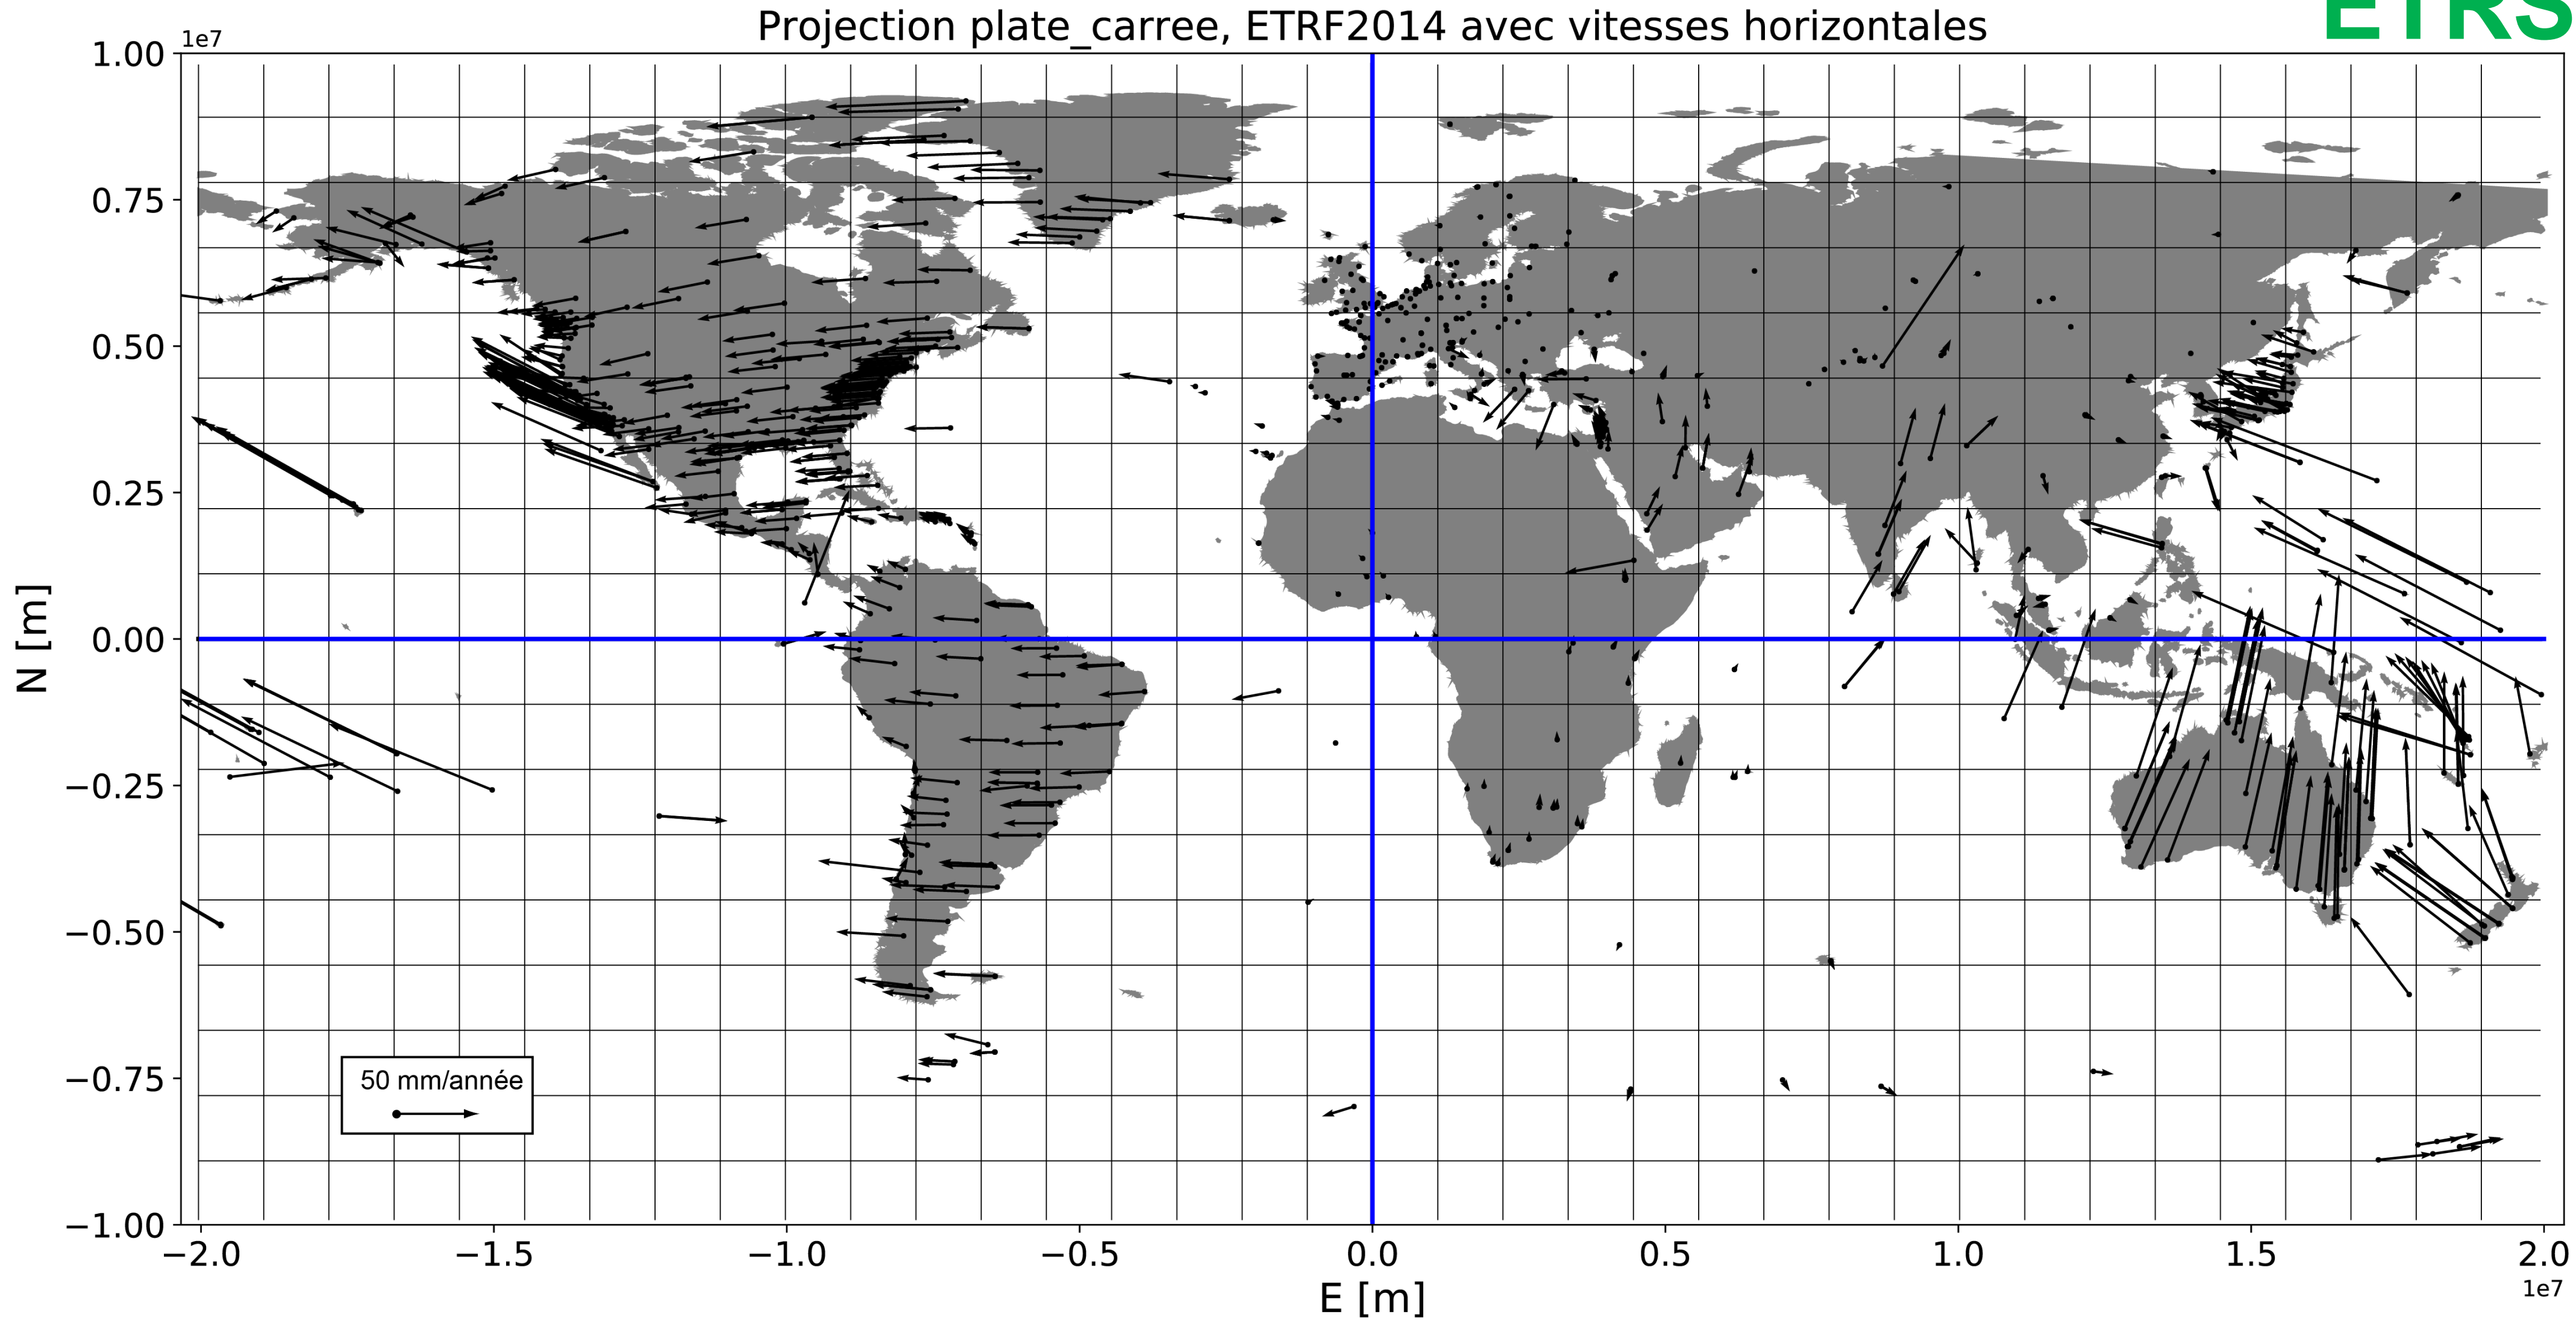 Projection plate_carree, ETRF2014 avec vitesses horizontales
ETRS
1e7
1.00
0.75
0.50
0.25
0.00
−0.25
−0.50
−0.75
−1.00
N [m]
50 mm/année
−2.0 −1.5 −1.0 −0.5 0.0 0.5 1.0 1.5 2.0
1e7
E [m]